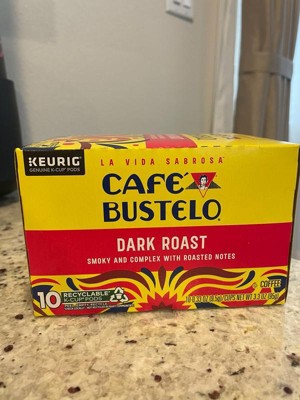 KEURIG
GENUINE K-CUP PODS
LA VIDA SABROSA
CAFÉ
BUSTELO
DARK ROAST
SMOKY AND COMPLEX WITH ROASTED NOTES
10
RECYCLABLE*
K-CUP® PODS
COFFEE